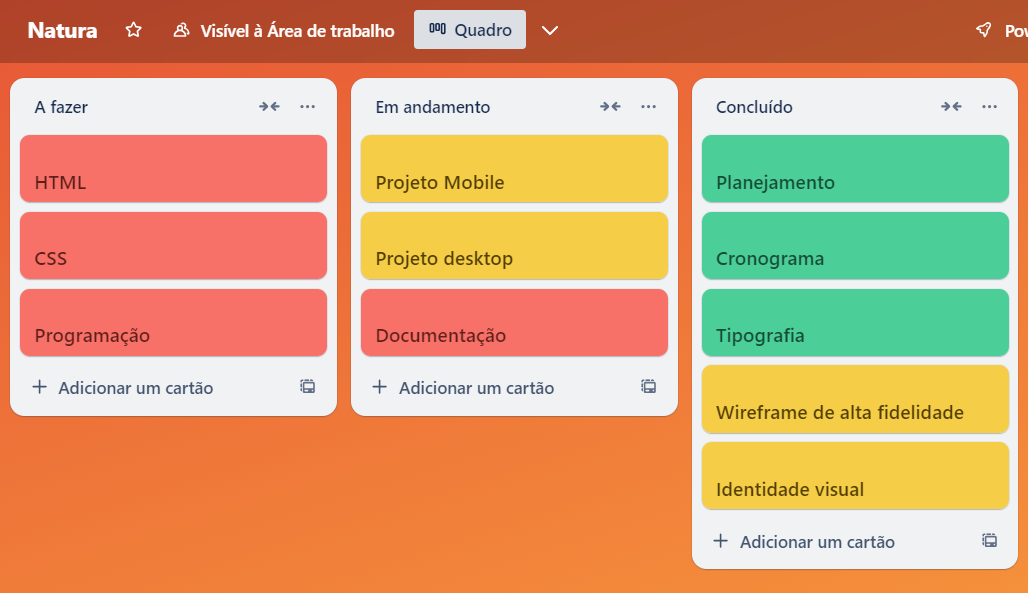 Natura
Visível à Área de trabalho
Quadro
A fazer
HTML
CSS
Programação
Adicionar um cartão
Em andamento
Projeto Mobile
Projeto desktop
Documentação
Adicionar um cartão
Concluído
Planejamento
Cronograma
Tipografia
Wireframe de alta fidelidade
Identidade visual
Adicionar um cartão